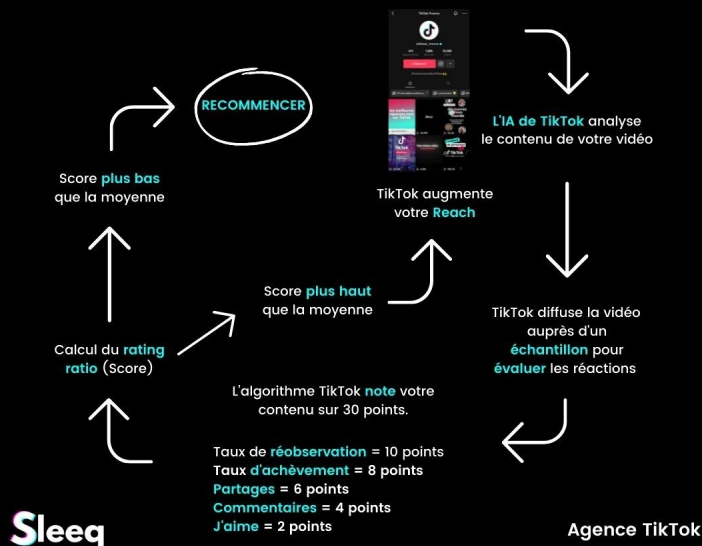 L'IA de TikTok analyse
le contenu de votre vidéo
TikTok diffuse la vidéo
auprès d'un
échantillon pour
évaluer les réactions
L'algorithme TikTok note votre
contenu sur 30 points.
Taux de réobservation = 10 points
Taux d'achèvement = 8 points
Partages = 6 points
Commentaires = 4 points
J'aime = 2 points
Calcul du rating
ratio (Score)
Score plus haut
que la moyenne
TikTok augmente
votre Reach
Score plus bas
que la moyenne
RECOMMENCER
Sleeq
Agence TikTok